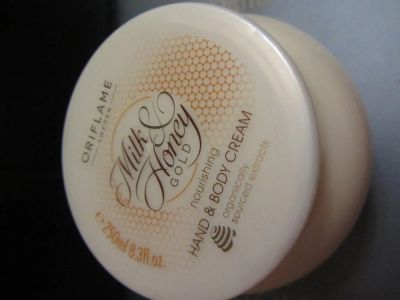 ORIFLAME
SWEDEN
Milk &
Honey
GOLD
nourishing
HAND & BODY CREAM
organically
sourced extracts
e 250ml 8.3fl.oz.